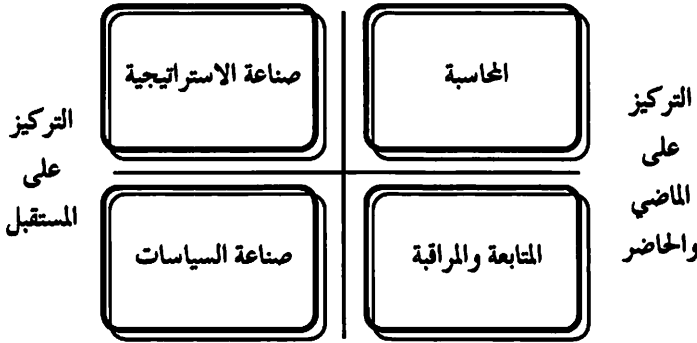 التركيز
على
الماضي
والحاضر
المحاسبة
صناعة الاستراتيجية
المتابعة والمراقبة
صناعة السياسات
التركيز
على
المستقبل